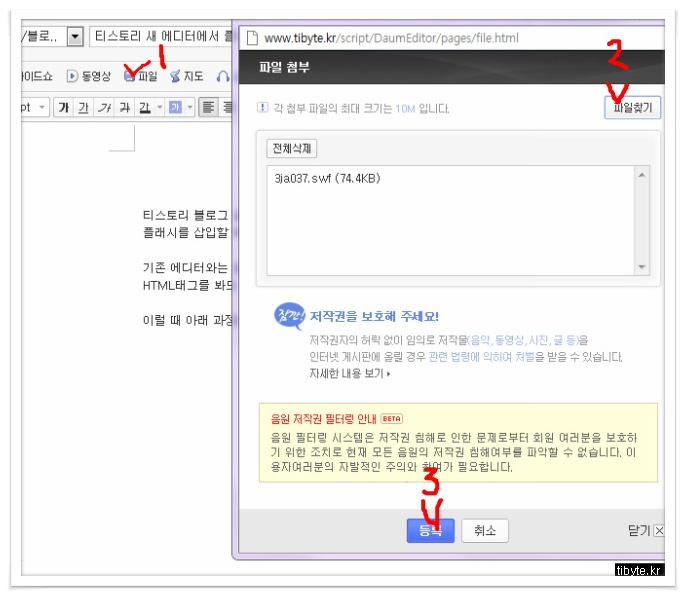 /블로..
티스토리 새 에디터에서 플
1
이드쇼 동영상 파일 지도
pt 가 가 가 가 가 가
티스토리 블로그
플래시를 삽입할
기존 에디터와는
HTML태그를 봐도
이럴 때 아래 과정
www.tibyte.kr/script/DaumEditor/pages/file.html
파일 첨부
2
각 첨부 파일의 최대 크기는 10M 입니다.
파일찾기
전체삭제
3ja037.swf (74.4KB)
잠깐! 저작권을 보호해 주세요!
저작권자의 허락 없이 임의로 저작물(음악, 동영상, 사진, 글 등)을
인터넷 게시판에 올릴 경우 관련 법령에 의하여 처벌을 받을 수 있습니다.
자세한 내용 보기
음원 저작권 필터링 안내 BETA
음원 필터링 시스템은 저작권 침해로 인한 문제로부터 회원 여러분을 보호하
기 위한 조치로 현재 모든 음원의 저작권 침해여부를 파악할 수 없습니다. 이
용자여러분의 자발적인 주의와 참여가 필요합니다.
3
등록 취소
닫기
tibyte.kr